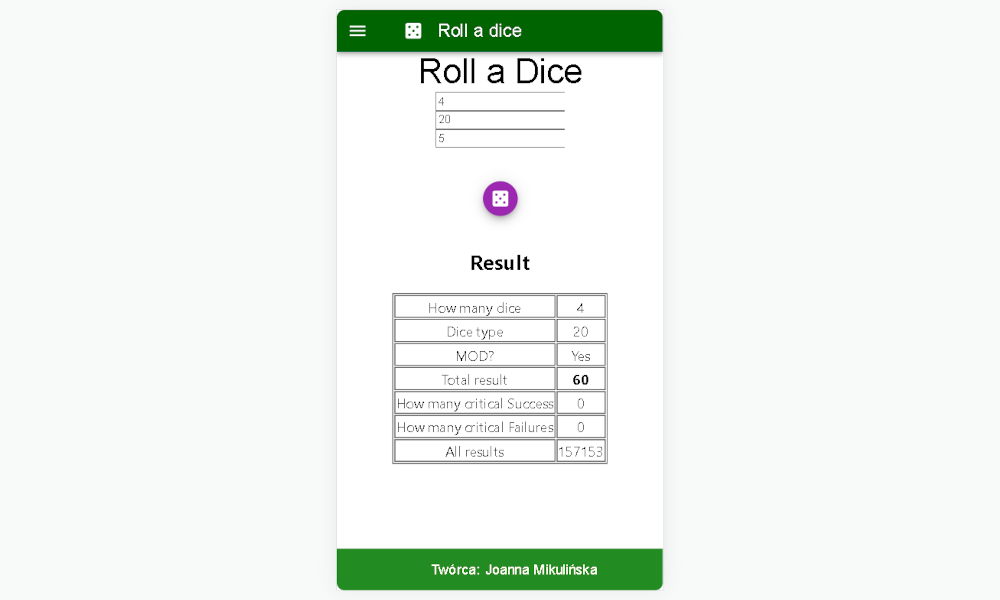 Roll a dice
Roll a Dice
4
20
5
Result
How many dice 4
Dice type 20
MOD? Yes
Total result 60
How many critical Success 0
How many critical Failures 0
All results 157153
Twórca: Joanna Mikulińska